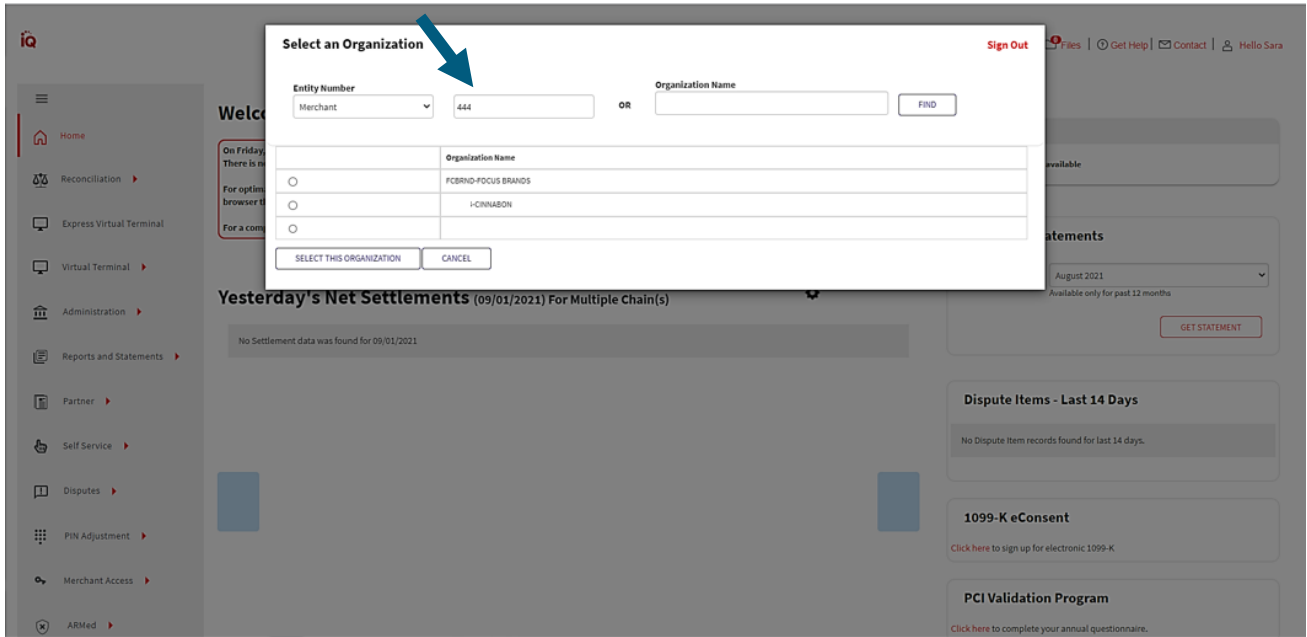 iQ
Select an Organization
Sign Out
Files | Get Help | Contact | Hello Sara
Entity Number
Merchant
444
OR
Organization Name
FIND
Organization Name
FCBRND-FOCUS BRANDS
i-CINNABON
SELECT THIS ORGANIZATION
CANCEL
Home
Reconciliation
Express Virtual Terminal
Virtual Terminal
Administration
Reports and Statements
Partner
Self Service
Disputes
PIN Adjustment
Merchant Access
ARMed
On Friday,
There is
For
browser
For a
Yesterday's Net Settlements (09/01/2021) For Multiple Chain(s)
No Settlement data was found for 09/01/2021
available
August 2021
Available only for past 12 months
GET STATEMENT
Dispute Items - Last 14 Days
No Dispute Item records found for last 14 days.
1099-K eConsent
Click here to sign up for electronic 1099-K
PCI Validation Program
Click here to complete your annual questionnaire.